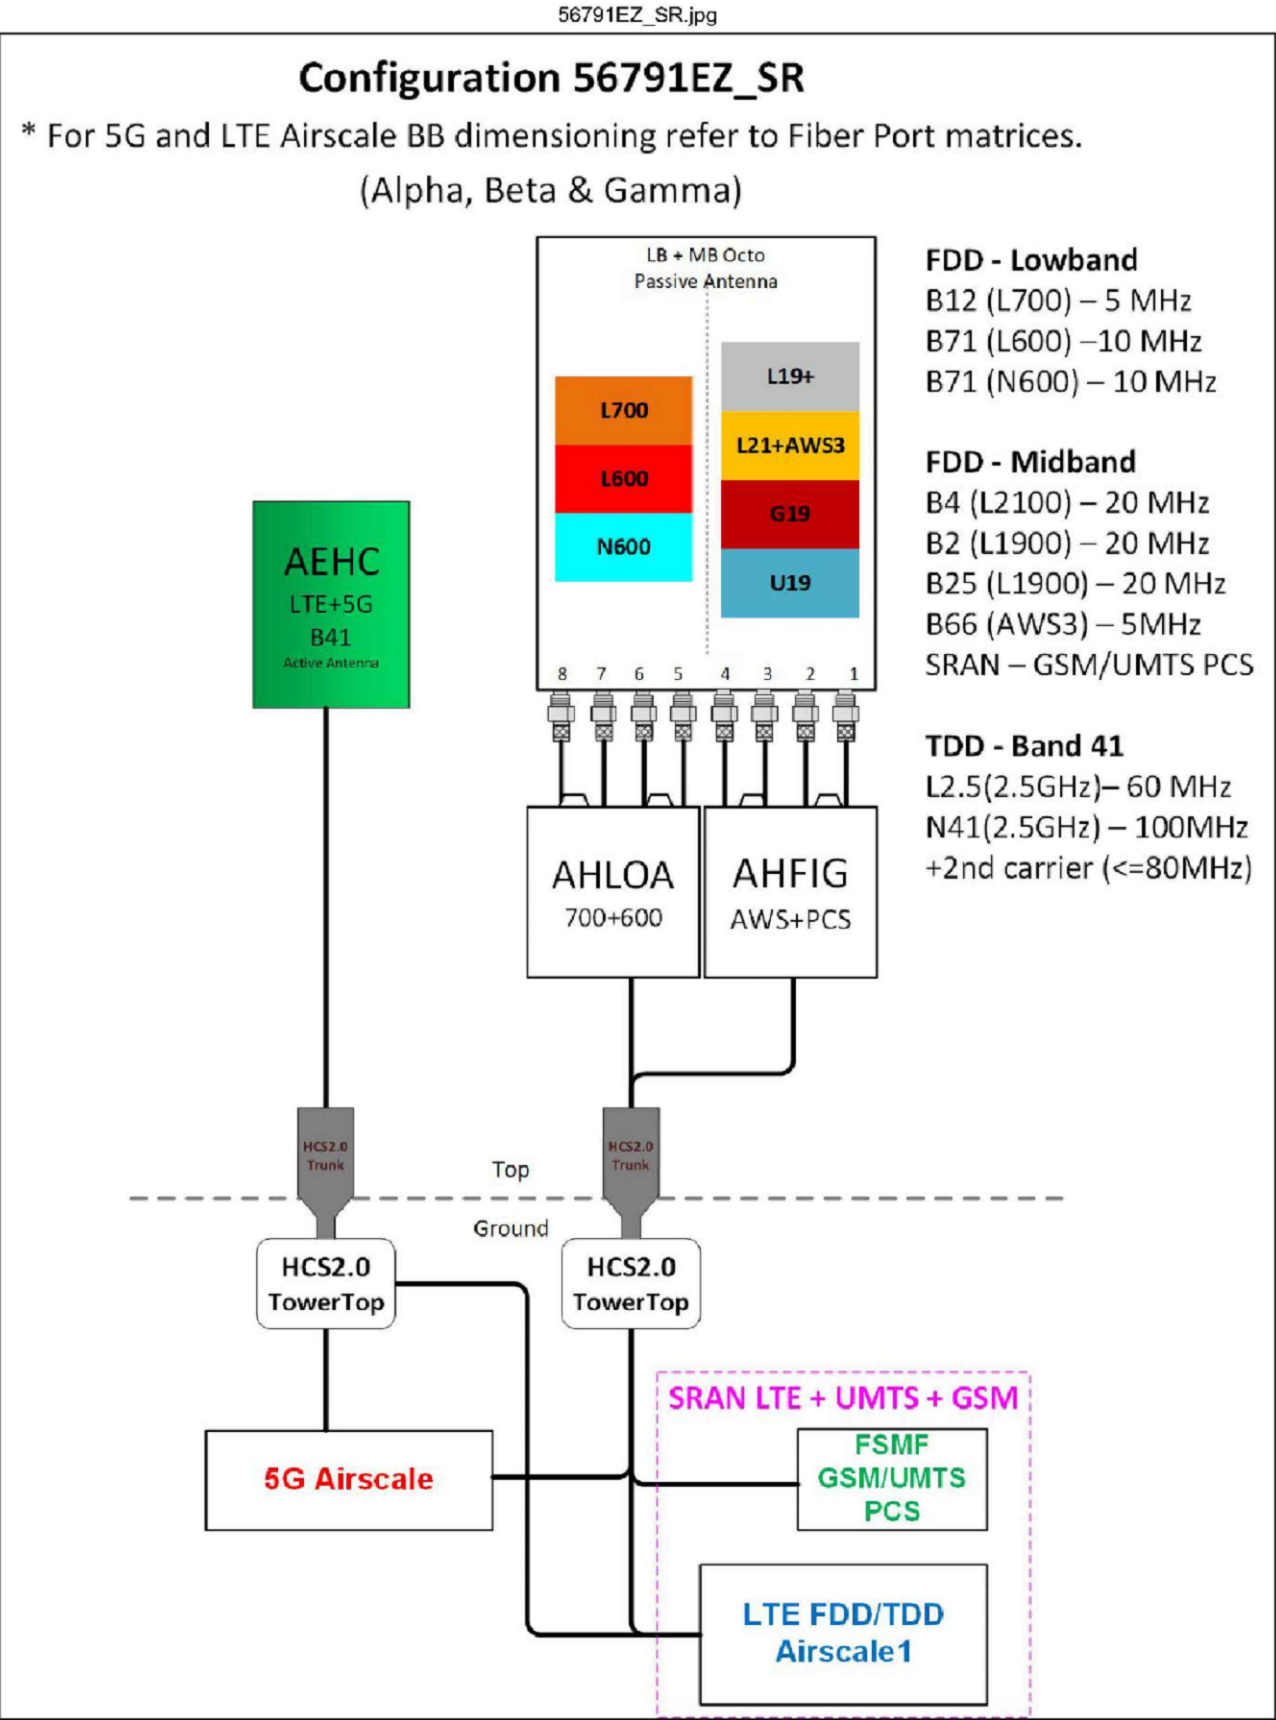 56791EZ_SR.jpg
Configuration 56791EZ_SR
* For 5G and LTE Airscale BB dimensioning refer to Fiber Port matrices.
(Alpha, Beta & Gamma)
LB + MB Octo
Passive Antenna
L700
L600
N600
L19+
L21+AWS3
G19
U19
8 7 6 5 4 3 2 1
FDD - Lowband
B12 (L700) – 5 MHz
B71 (L600) –10 MHz
B71 (N600) – 10 MHz
FDD - Midband
B4 (L2100) – 20 MHz
B2 (L1900) – 20 MHz
B25 (L1900) – 20 MHz
B66 (AWS3) – 5MHz
SRAN – GSM/UMTS PCS
TDD - Band 41
L2.5(2.5GHz)– 60 MHz
N41(2.5GHz) – 100MHz
+2nd carrier (<=80MHz)
AEHC
LTE+5G
B41
Active Antenna
AHLOA
700+600
AHFIG
AWS+PCS
HCS2.0
Trunk
HCS2.0
Trunk
Top
Ground
HCS2.0
TowerTop
HCS2.0
TowerTop
5G Airscale
SRAN LTE + UMTS + GSM
FSMF
GSM/UMTS
PCS
LTE FDD/TDD
Airscale1